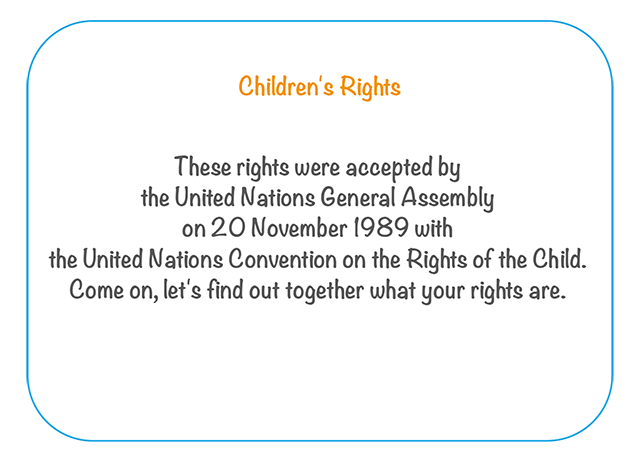 Children's Rights
These rights were accepted by
the United Nations General Assembly
on 20 November 1989 with
the United Nations Convention on the Rights of the Child.
Come on, let's find out together what your rights are.